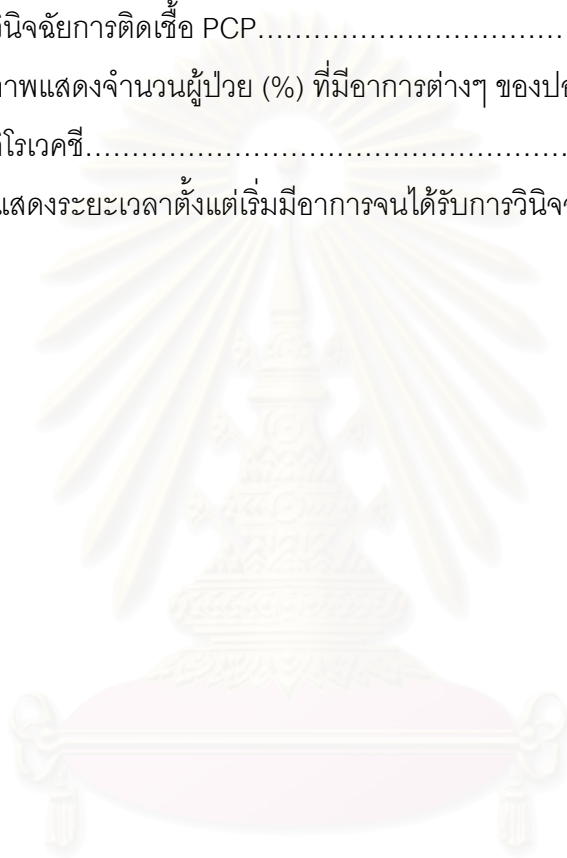 วินิจฉัยการติดเชื้อ PCP……………………………
ภาพแสดงจำนวนผู้ป่วย (%) ที่มีอาการต่างๆ ของปอ
โรเวคซี………………………………………………
แสดงระยะเวลาตั้งแต่เริ่มมีอาการจนได้รับการวินิจ